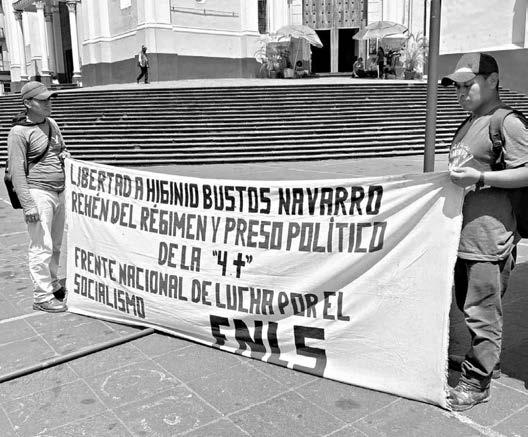 LIBERTAD A HIGINIO BUSTOS NAVARRO
REHÉN DEL RÉGIMEN Y PRESO POLÍTICO
DE LA "4t"
FRENTE NACIONAL DE LUCHA POR EL
SOCIALISMO
FNLS